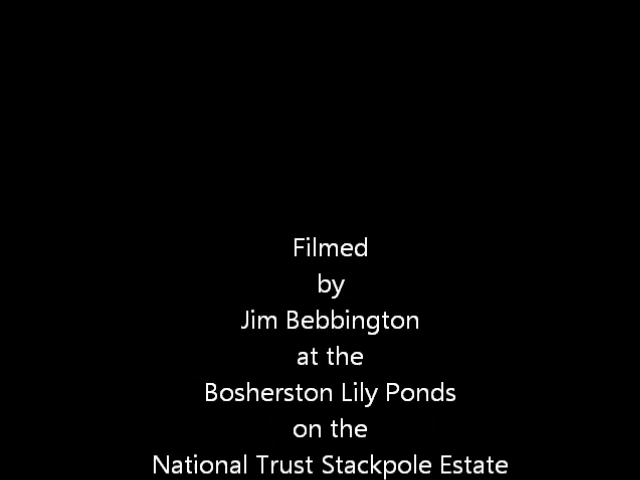 Filmed
by
Jim Bebbington
at the
Bosherston Lily Ponds
on the
National Trust Stackpole Estate